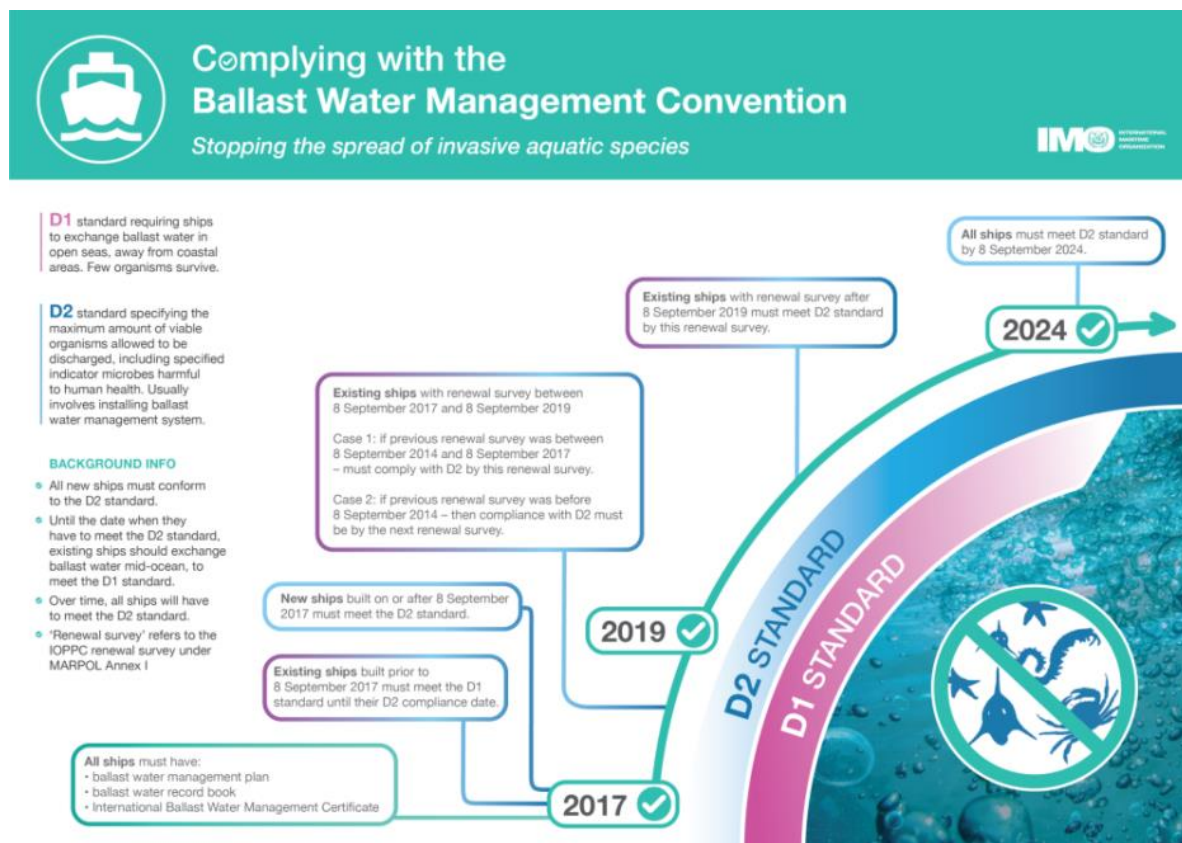 Complying with the
Ballast Water Management Convention
Stopping the spread of invasive aquatic species
IMO
INTERNATIONAL
MARITIME
ORGANIZATION
D1 standard requiring ships
to exchange ballast water in
open seas, away from coastal
areas. Few organisms survive.
D2 standard specifying the
maximum amount of viable
organisms allowed to be
discharged, including specified
indicator microbes harmful
to human health. Usually
involves installing ballast
water management system.
BACKGROUND INFO
All new ships must conform
to the D2 standard.
Until the date when they
have to meet the D2 standard,
existing ships should exchange
ballast water mid-ocean, to
meet the D1 standard.
Over time, all ships will have
to meet the D2 standard.
'Renewal survey' refers to the
IOPPC renewal survey under
MARPOL Annex I
All ships must have:
• ballast water management plan
• ballast water record book
• International Ballast Water Management Certificate
Existing ships built prior to
8 September 2017 must meet the D1
standard until their D2 compliance date.
New ships built on or after 8 September
2017 must meet the D2 standard.
2017
Existing ships with renewal survey between
8 September 2017 and 8 September 2019
Case 1: if previous renewal survey was between
8 September 2014 and 8 September 2017
– must comply with D2 by this renewal survey.
Case 2: if previous renewal survey was before
8 September 2014 – then compliance with D2 must
be by the next renewal survey.
2019
Existing ships with renewal survey after
8 September 2019 must meet D2 standard
by this renewal survey.
All ships must meet D2 standard
by 8 September 2024.
2024
D2 STANDARD
D1 STANDARD